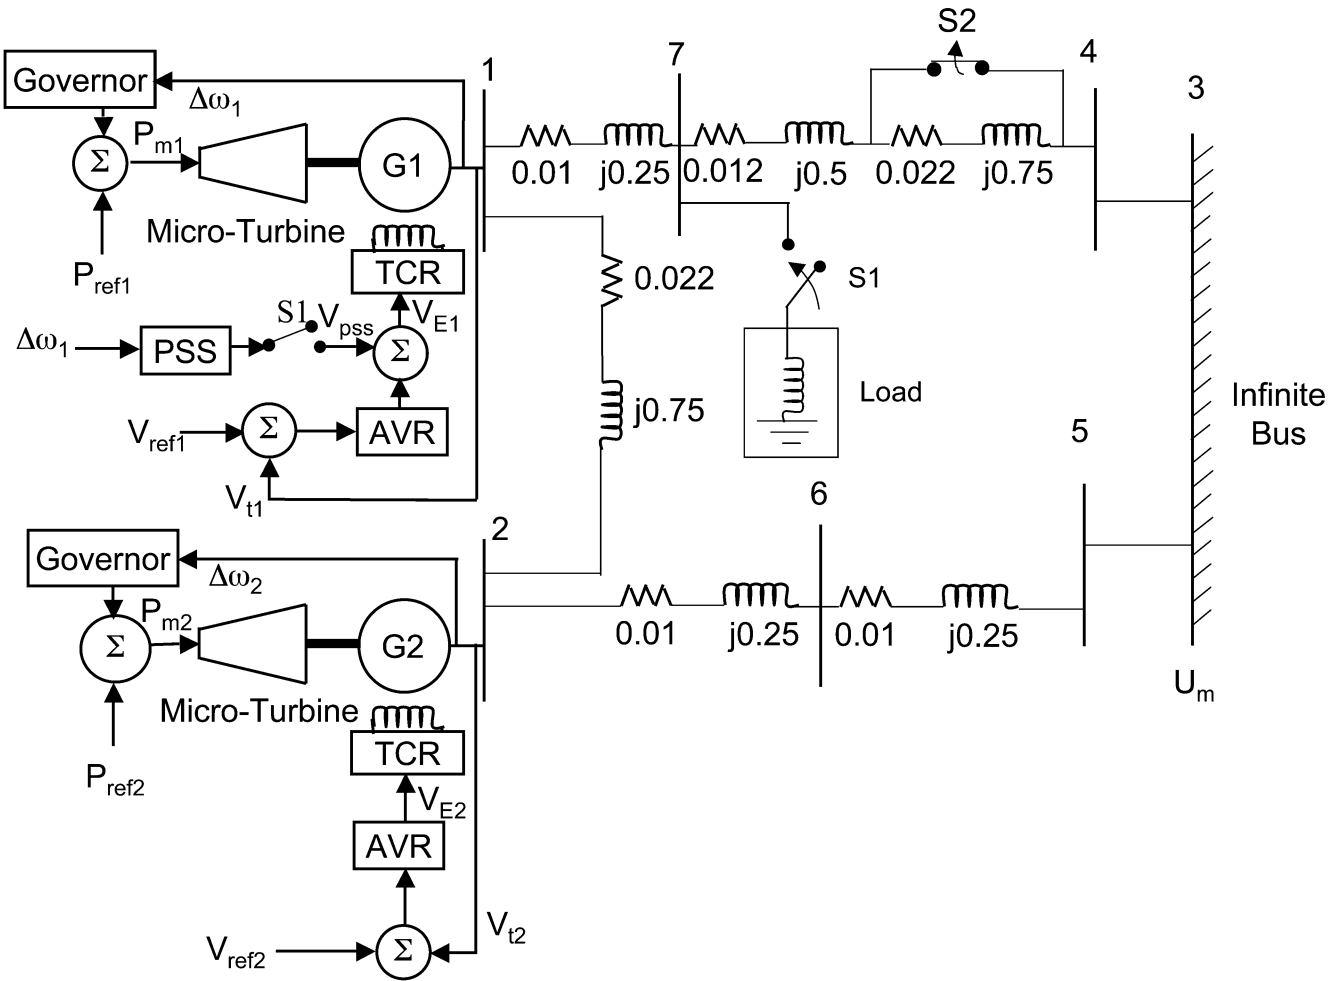 S2
Governor
1
7
4
3
Δω₁
Pm1
Σ
G1
0.01
j0.25
0.012
j0.5
0.022
j0.75
Micro-Turbine
Pref1
TCR
0.022
S1
VE1
S1
Vpss
Δω₁
PSS
Σ
Load
Infinite
Bus
j0.75
Vref1
Σ
AVR
5
Vt1
6
2
Governor
Δω₂
Pm2
Σ
G2
0.01
j0.25
0.01
j0.25
Um
Micro-Turbine
Pref2
TCR
VE2
AVR
Vt2
Vref2
Σ